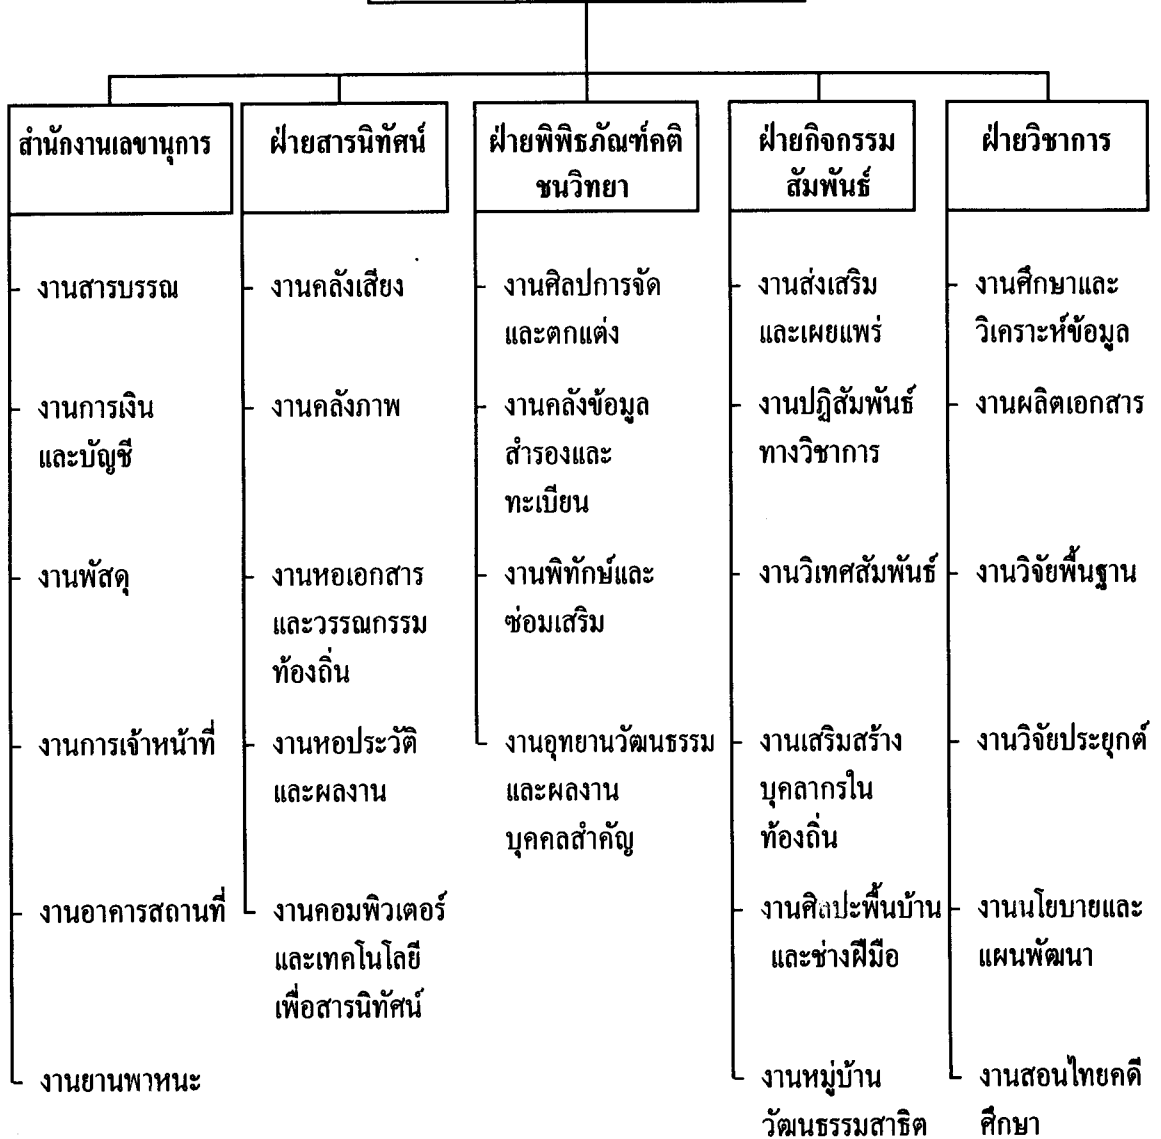 สำนักงานเลขานุการ
งานสารบรรณ
งานการเงิน
และบัญชี
งานพัสดุ
งานการเจ้าหน้าที่
งานอาคารสถานที่
งานยานพาหนะ
ฝ่ายสารนิทัศน์
งานคลังเสียง
งานคลังภาพ
งานหอเอกสาร
และวรรณกรรม
ท้องถิ่น
งานหอประวัติ
และผลงาน
งานคอมพิวเตอร์
และเทคโนโลยี
เพื่อสารนิทัศน์
ฝ่ายพิพิธภัณฑ์คติ
ชนวิทยา
งานศิลปการจัด
และตกแต่ง
งานคลังข้อมูล
สำรองและ
ทะเบียน
งานพิทักษ์และ
ซ่อมเสริม
งานอุทยานวัฒนธรรม
และผลงาน
บุคคลสำคัญ
ฝ่ายกิจกรรม
สัมพันธ์
งานส่งเสริม
และเผยแพร่
งานปฏิสัมพันธ์
ทางวิชาการ
งานวิเทศสัมพันธ์
งานเสริมสร้าง
บุคลากรใน
ท้องถิ่น
งานศิลปะพื้นบ้าน
และช่างฝีมือ
งานหมู่บ้าน
วัฒนธรรมสาธิต
ฝ่ายวิชาการ
งานศึกษาและ
วิเคราะห์ข้อมูล
งานผลิตเอกสาร
งานวิจัยพื้นฐาน
งานวิจัยประยุกต์
งานนโยบายและ
แผนพัฒนา
งานสอนไทยคดี
ศึกษา